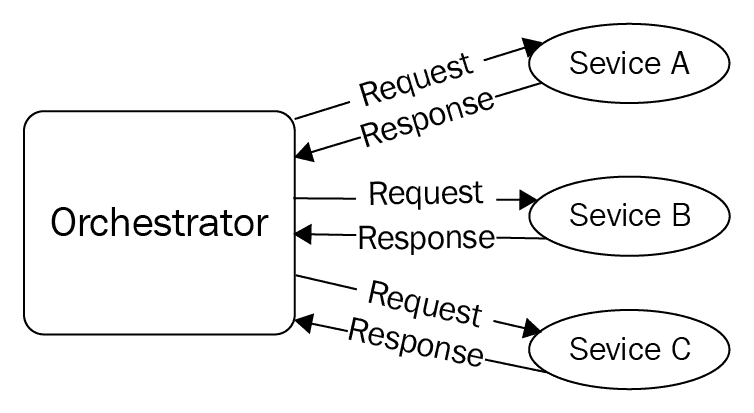 Request
Sevice A
Response
Orchestrator
Request
Sevice B
Response
Request
Sevice C
Response